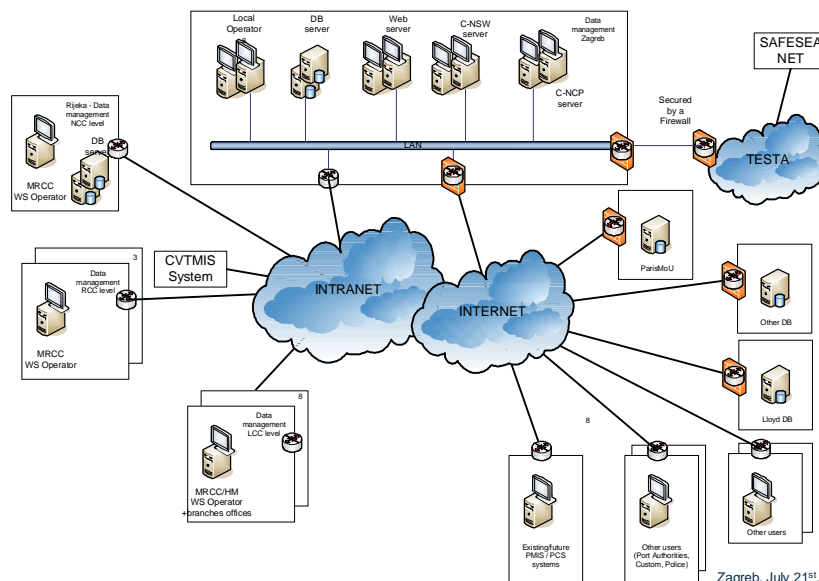 Local
Operator
s
DB
server
Web
server
C-NSW
server
Data
management
Zagreb
C-NCP
server
LAN
Secured
by a
Firewall
SAFESEA
NET
TESTA
Rijeka - Data
management
NCC level
DB
server
MRCC
WS Operator
CVTMIS
System
INTRANET
INTERNET
ParisMoU
Other DB
Lloyd DB
3
Data
management
RCC level
MRCC
WS Operator
8
Data
management
LCC level
MRCC/HM
WS Operator
+branches offices
8
Existing/future
PMIS / PCS
systems
Other users
(Port Authorities,
Custom, Police)
Other users
Zagreb, July 21st